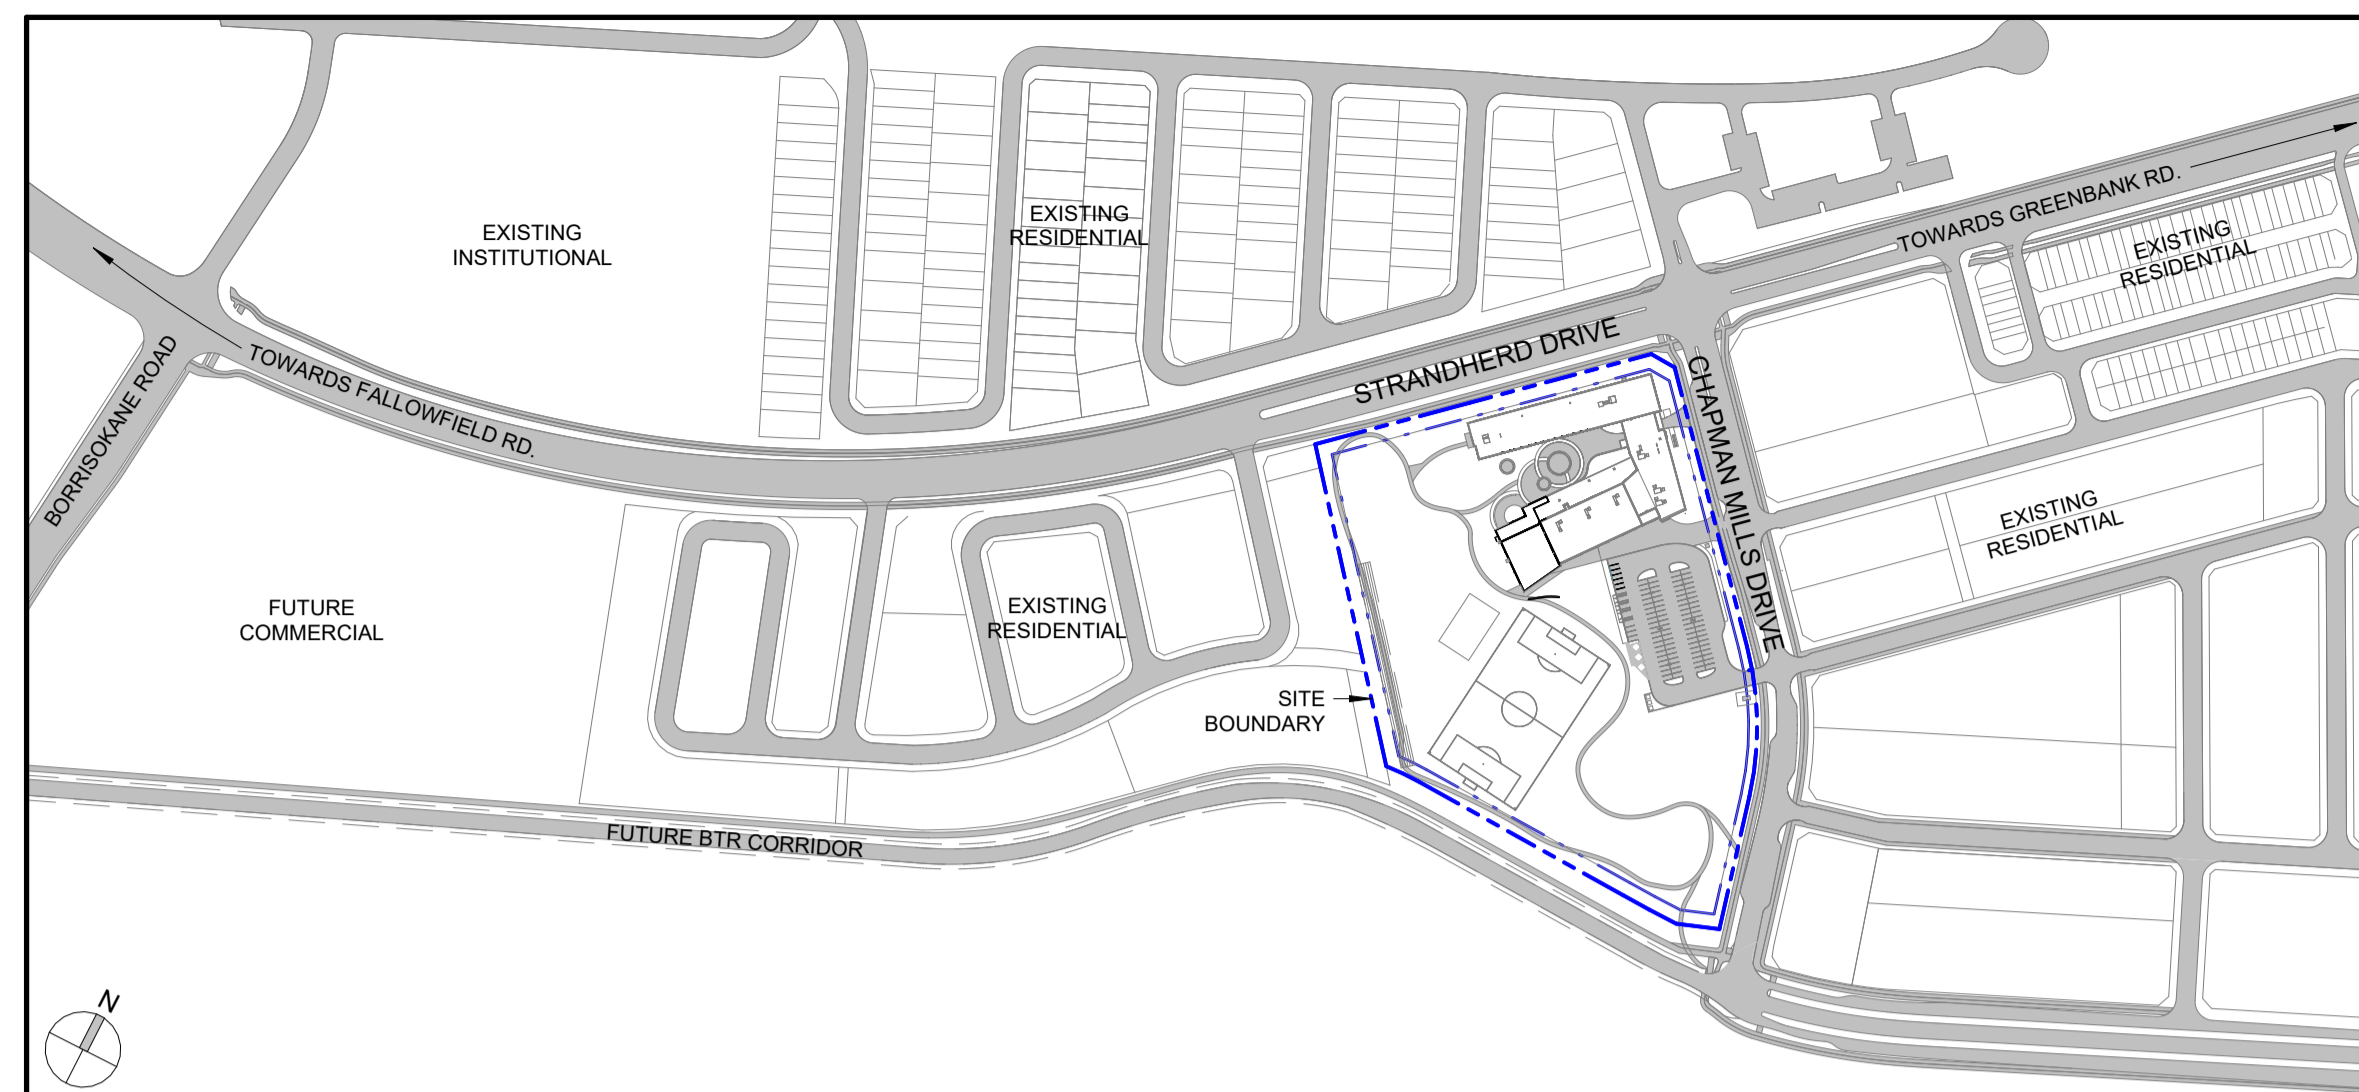 EXISTING
INSTITUTIONAL
EXISTING
RESIDENTIAL
TOWARDS GREENBANK RD.
EXISTING
RESIDENTIAL
STRANDHERD DRIVE
TOWARDS FALLOWFIELD RD.
BORRISOKANE ROAD
CHAPMAN MILLS DRIVE
EXISTING
RESIDENTIAL
FUTURE
COMMERCIAL
EXISTING
RESIDENTIAL
SITE
BOUNDARY
FUTURE BTR CORRIDOR
N